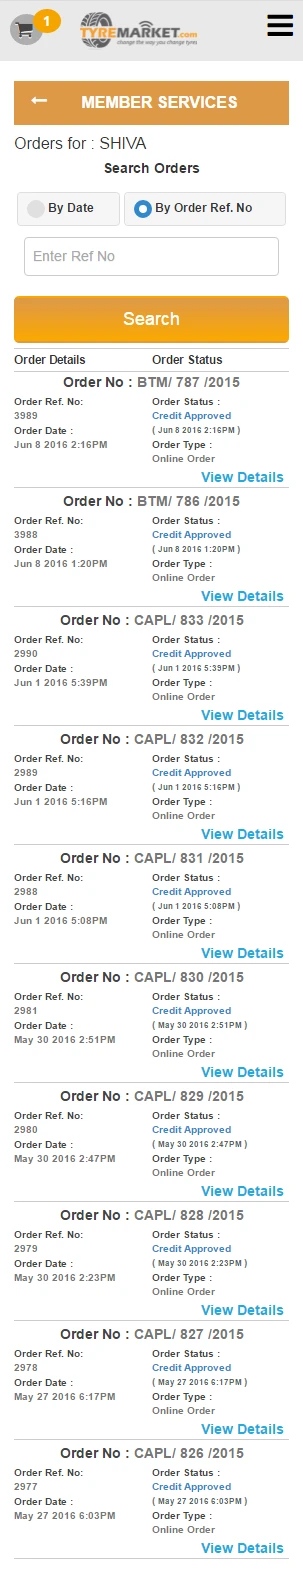 1
TYREMARKET.com
change the way you change tyres
MEMBER SERVICES
Orders for : SHIVA
Search Orders
By Date By Order Ref. No
Enter Ref No
Search
Order Details Order Status
Order No : BTM/ 787 /2015
Order Ref. No: Order Status :
3989 Credit Approved
Order Date : ( Jun 8 2016 2:16PM )
Jun 8 2016 2:16PM Order Type :
Online Order
View Details
Order No : BTM/ 786 /2015
Order Ref. No: Order Status :
3988 Credit Approved
Order Date : ( Jun 8 2016 1:20PM )
Jun 8 2016 1:20PM Order Type :
Online Order
View Details
Order No : CAPL/ 833 /2015
Order Ref. No: Order Status :
2990 Credit Approved
Order Date : ( Jun 1 2016 5:39PM )
Jun 1 2016 5:39PM Order Type :
Online Order
View Details
Order No : CAPL/ 832 /2015
Order Ref. No: Order Status :
2989 Credit Approved
Order Date : ( Jun 1 2016 5:16PM )
Jun 1 2016 5:16PM Order Type :
Online Order
View Details
Order No : CAPL/ 831 /2015
Order Ref. No: Order Status :
2988 Credit Approved
Order Date : ( Jun 1 2016 5:08PM )
Jun 1 2016 5:08PM Order Type :
Online Order
View Details
Order No : CAPL/ 830 /2015
Order Ref. No: Order Status :
2981 Credit Approved
Order Date : ( May 30 2016 2:51PM )
May 30 2016 2:51PM Order Type :
Online Order
View Details
Order No : CAPL/ 829 /2015
Order Ref. No: Order Status :
2980 Credit Approved
Order Date : ( May 30 2016 2:47PM )
May 30 2016 2:47PM Order Type :
Online Order
View Details
Order No : CAPL/ 828 /2015
Order Ref. No: Order Status :
2979 Credit Approved
Order Date : ( May 30 2016 2:23PM )
May 30 2016 2:23PM Order Type :
Online Order
View Details
Order No : CAPL/ 827 /2015
Order Ref. No: Order Status :
2978 Credit Approved
Order Date : ( May 27 2016 6:17PM )
May 27 2016 6:17PM Order Type :
Online Order
View Details
Order No : CAPL/ 826 /2015
Order Ref. No: Order Status :
2977 Credit Approved
Order Date : ( May 27 2016 6:03PM )
May 27 2016 6:03PM Order Type :
Online Order
View Details